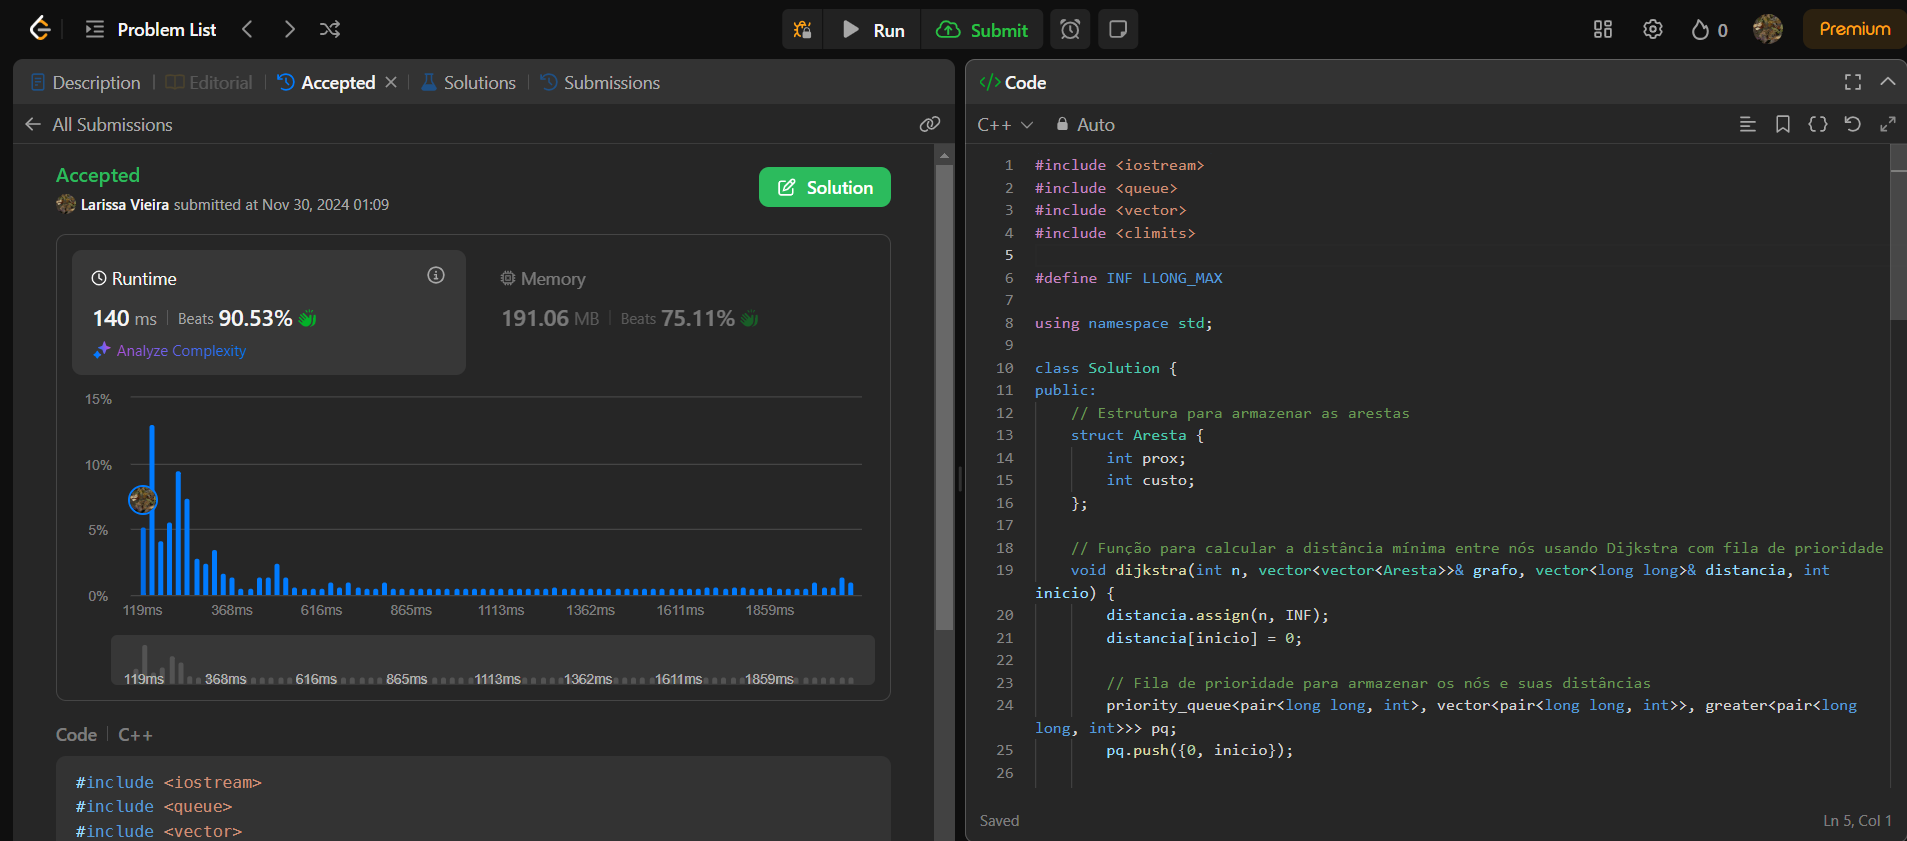 Problem List
Run
Submit
0
Premium
Description
Editorial
Accepted
Solutions
Submissions
All Submissions
Accepted
Larissa Vieira submitted at Nov 30, 2024 01:09
Solution
Runtime
140 ms
Beats 90.53%
Analyze Complexity
Memory
191.06 MB
Beats 75.11%
15%
10%
5%
0%
119ms 368ms 616ms 865ms 1113ms 1362ms 1611ms 1859ms
119ms 368ms 616ms 865ms 1113ms 1362ms 1611ms 1859ms
Code
C++
#include <iostream>
#include <queue>
#include <vector>
</> Code
C++
Auto
1 #include <iostream>
2 #include <queue>
3 #include <vector>
4 #include <climits>
5
6 #define INF LLONG_MAX
7
8 using namespace std;
9
10 class Solution {
11 public:
12 // Estrutura para armazenar as arestas
13 struct Aresta {
14 int prox;
15 int custo;
16 };
17
18 // Função para calcular a distância mínima entre nós usando Dijkstra com fila de prioridade
19 void dijkstra(int n, vector<vector<Aresta>>& grafo, vector<long long>& distancia, int
inicio) {
20 distancia.assign(n, INF);
21 distancia[inicio] = 0;
22
23 // Fila de prioridade para armazenar os nós e suas distâncias
24 priority_queue<pair<long long, int>, vector<pair<long long, int>>, greater<pair<long
long, int>>> pq;
25 pq.push({0, inicio});
26
Saved
Ln 5, Col 1